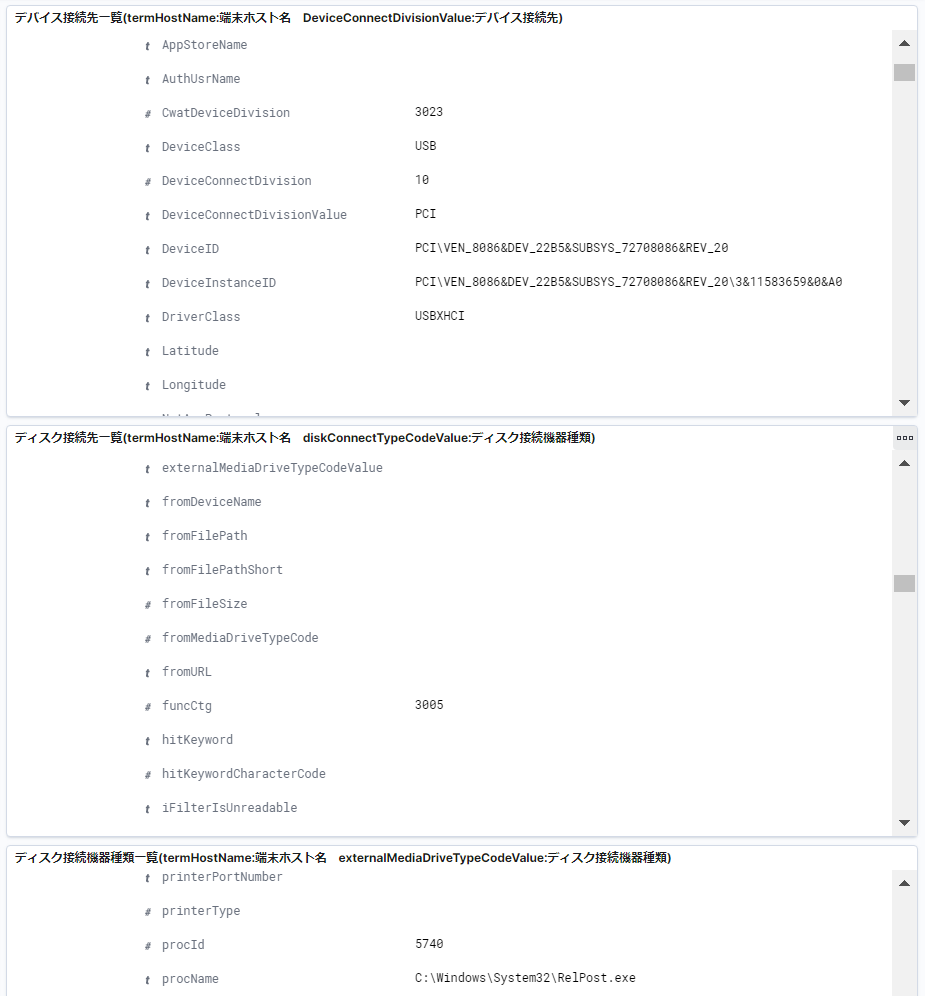 デバイス接続先一覧(termHostName:端末ホスト名　DeviceConnectDivisionValue:デバイス接続先)
t AppStoreName
t AuthUsrName
# CwatDeviceDivision 3023
t DeviceClass USB
# DeviceConnectDivision 10
t DeviceConnectDivisionValue PCI
t DeviceID PCI\VEN_8086&DEV_22B5&SUBSYS_72708086&REV_20
t DeviceInstanceID PCI\VEN_8086&DEV_22B5&SUBSYS_72708086&REV_20\3&11583659&0&A0
t DriverClass USBXHCI
t Latitude
t Longitude
ディスク接続先一覧(termHostName:端末ホスト名　diskConnectTypeCodeValue:ディスク接続機器種類)
t externalMediaDriveTypeCodeValue
t fromDeviceName
t fromFilePath
t fromFilePathShort
# fromFileSize
# fromMediaDriveTypeCode
t fromURL
# funcCtg 3005
t hitKeyword
# hitKeywordCharacterCode
t iFilterIsUnreadable
ディスク接続機器種類一覧(termHostName:端末ホスト名　externalMediaDriveTypeCodeValue:ディスク接続機器種類)
t printerPortNumber
# printerType
# procId 5740
t procName C:\Windows\System32\RelPost.exe